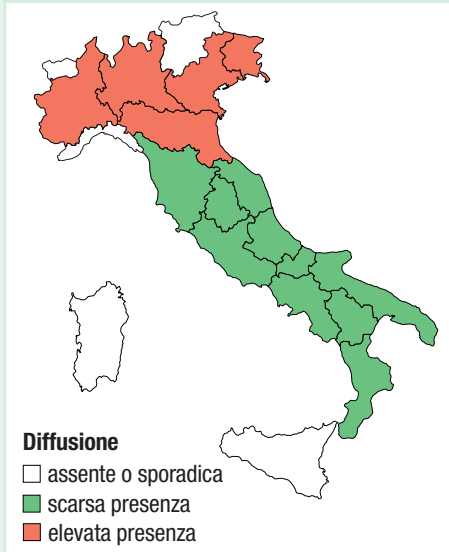 Diffusione
assente o sporadica
scarsa presenza
elevata presenza